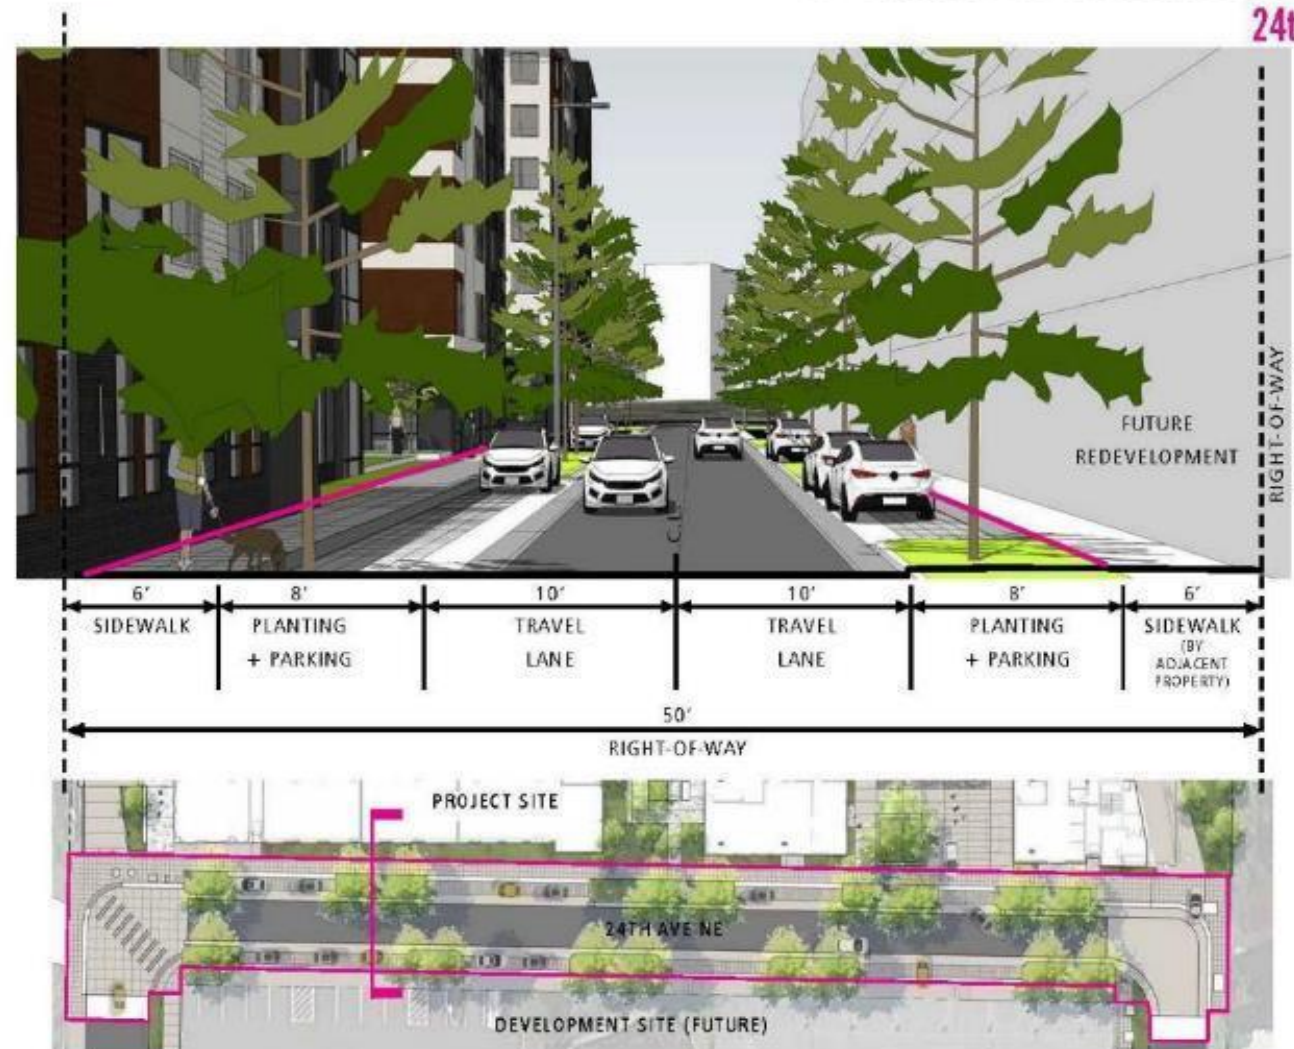 24t
FUTURE
REDEVELOPMENT
RIGHT-OF-WAY
6' 8' 10' 10' 8' 6'
SIDEWALK PLANTING TRAVEL TRAVEL PLANTING SIDEWALK
+ PARKING LANE LANE + PARKING (BY
ADJACENT
PROPERTY)
50'
RIGHT-OF-WAY
PROJECT SITE
24TH AVE NE
DEVELOPMENT SITE (FUTURE)